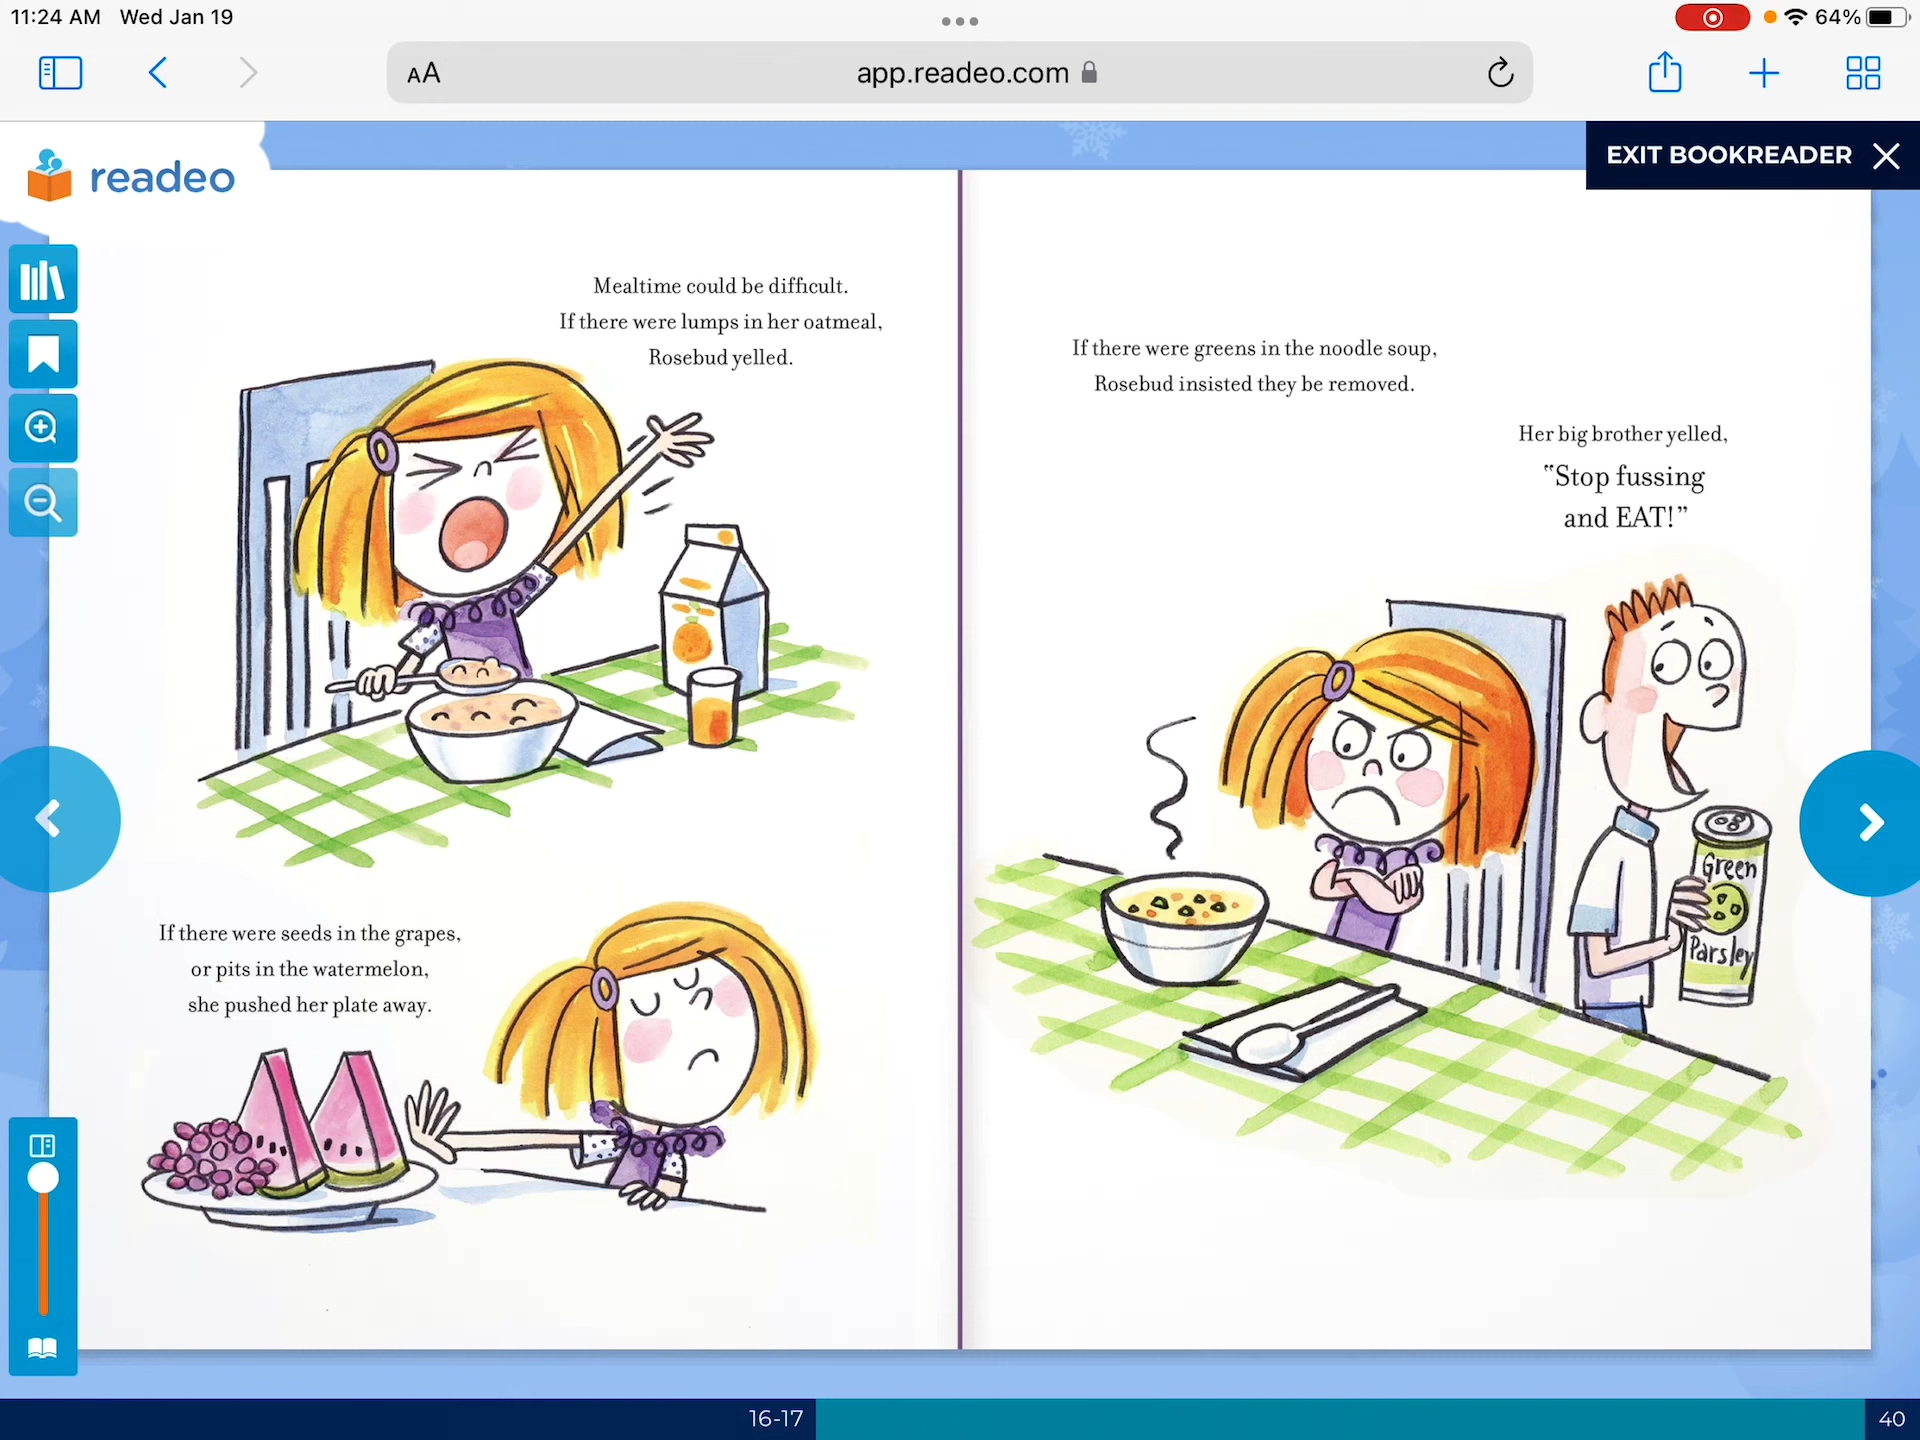 11:24 AM Wed Jan 19
64%
AA
app.readeo.com
readeo
EXIT BOOKREADER
Mealtime could be difficult.
If there were lumps in her oatmeal,
Rosebud yelled.
If there were seeds in the grapes,
or pits in the watermelon,
she pushed her plate away.
If there were greens in the noodle soup,
Rosebud insisted they be removed.
Her big brother yelled,
"Stop fussing
and EAT!"
Green
Parsley
16-17
40